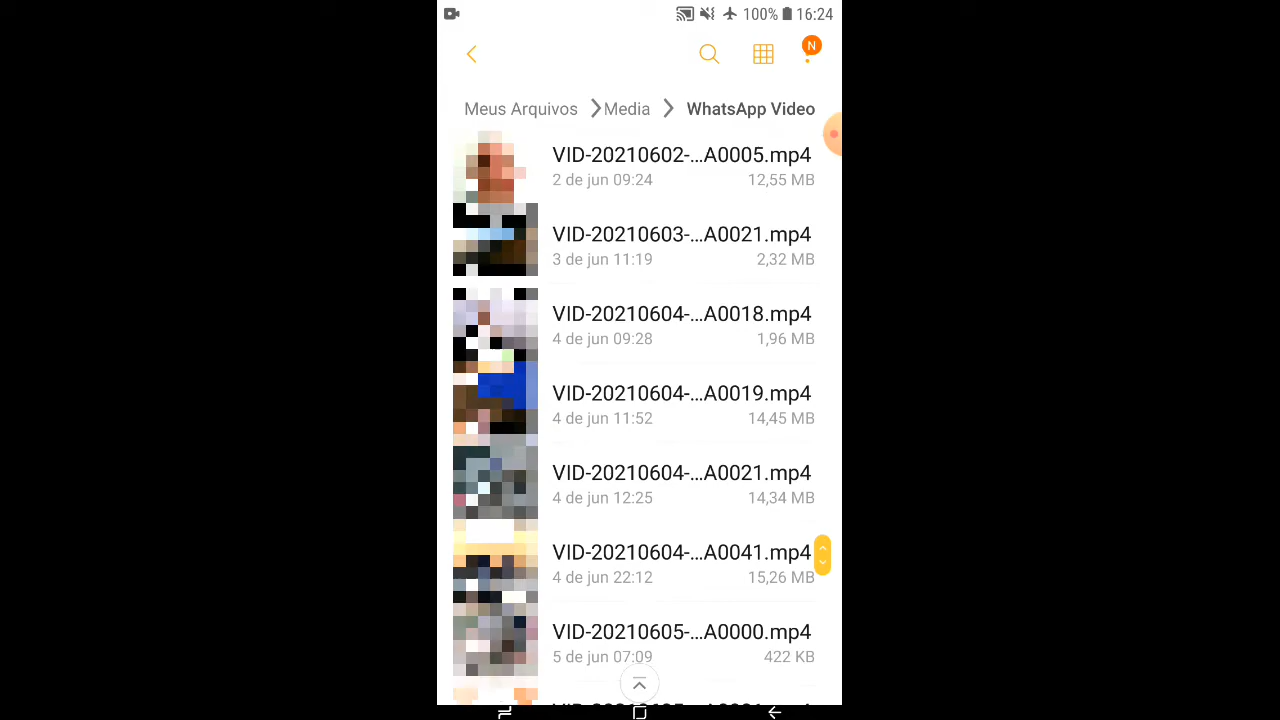 100% 16:24
N
Meus Arquivos Media WhatsApp Video
VID-20210602-...A0005.mp4
2 de jun 09:24 12,55 MB
VID-20210603-...A0021.mp4
3 de jun 11:19 2,32 MB
VID-20210604-...A0018.mp4
4 de jun 09:28 1,96 MB
VID-20210604-...A0019.mp4
4 de jun 11:52 14,45 MB
VID-20210604-...A0021.mp4
4 de jun 12:25 14,34 MB
VID-20210604-...A0041.mp4
4 de jun 22:12 15,26 MB
VID-20210605-...A0000.mp4
5 de jun 07:09 422 KB